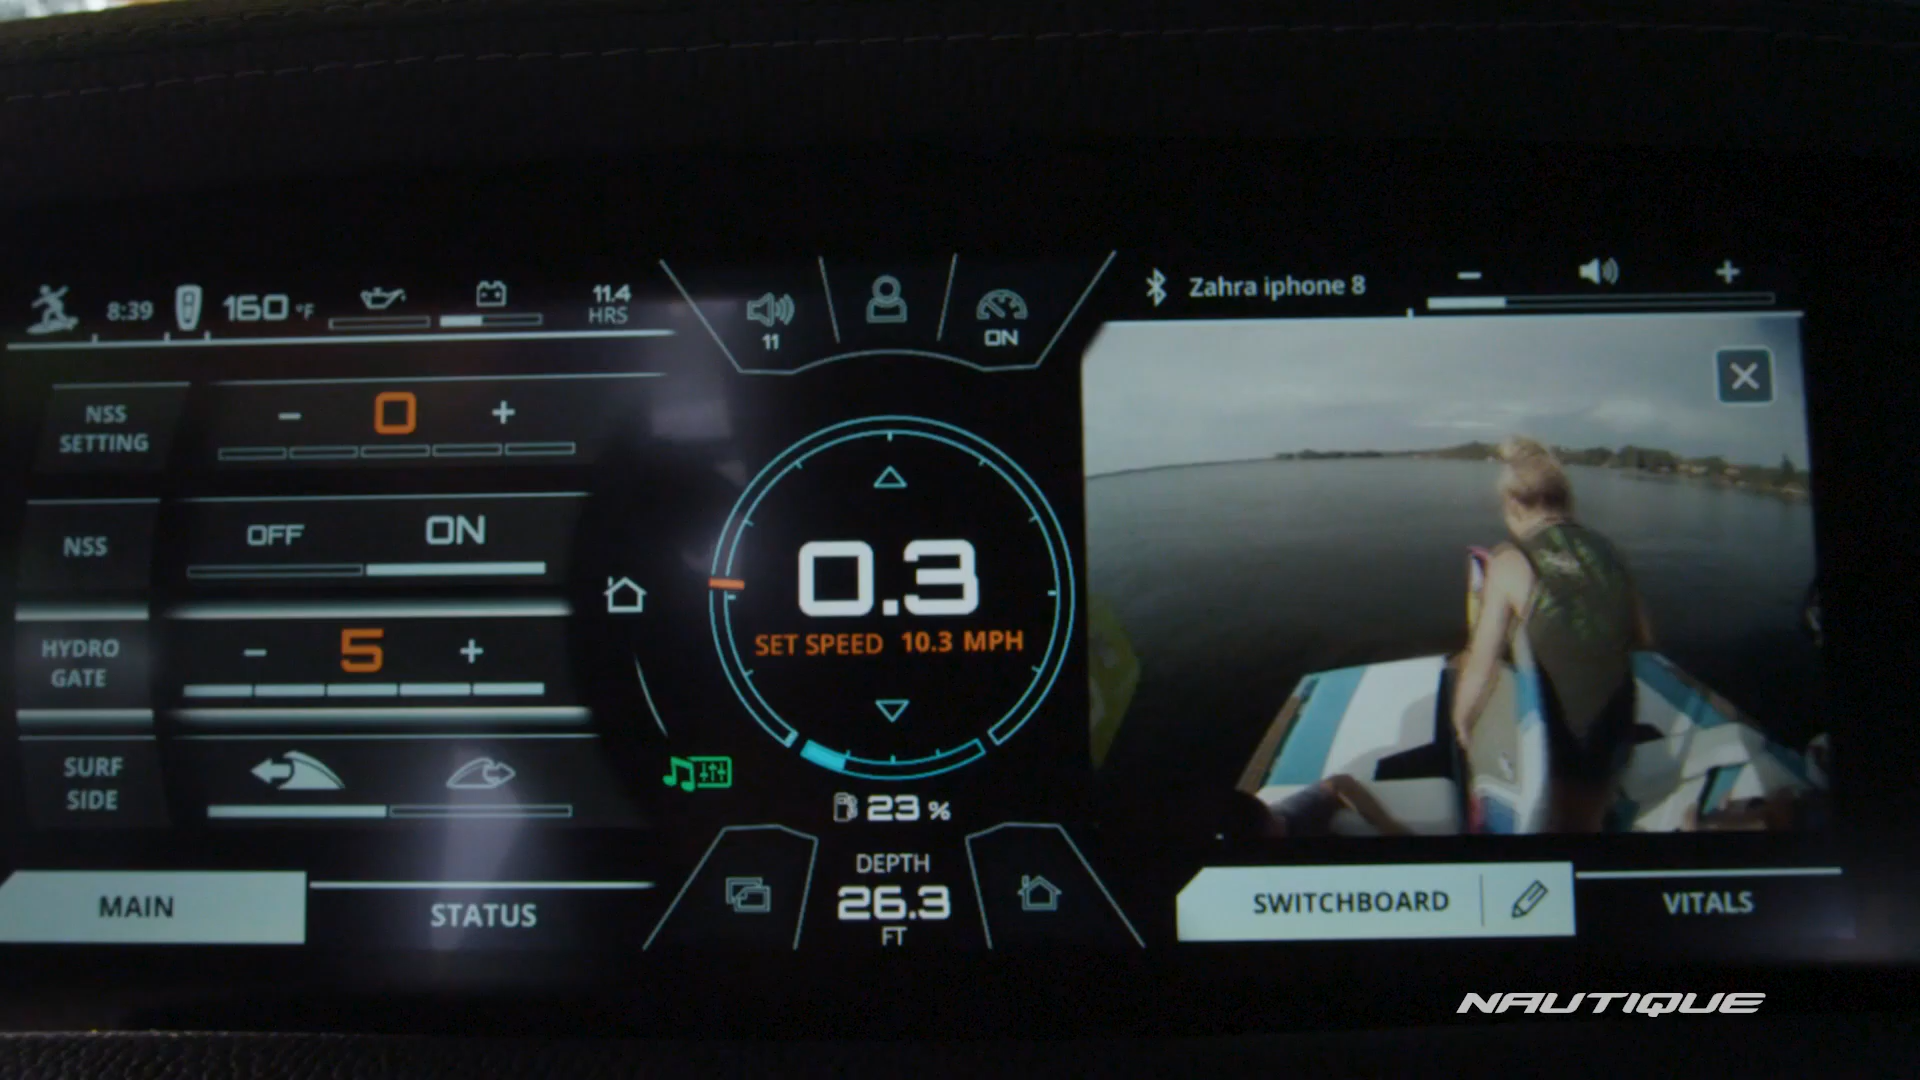 8:39
160 °F
11.4
HRS
11
ON
Zahra iphone 8
NSS
SETTING
- 0 +
NSS
OFF ON
HYDRO
GATE
- 5 +
SURF
SIDE
0.3
SET SPEED 10.3 MPH
23 %
DEPTH
26.3
FT
MAIN
STATUS
SWITCHBOARD
VITALS
NAUTIQUE